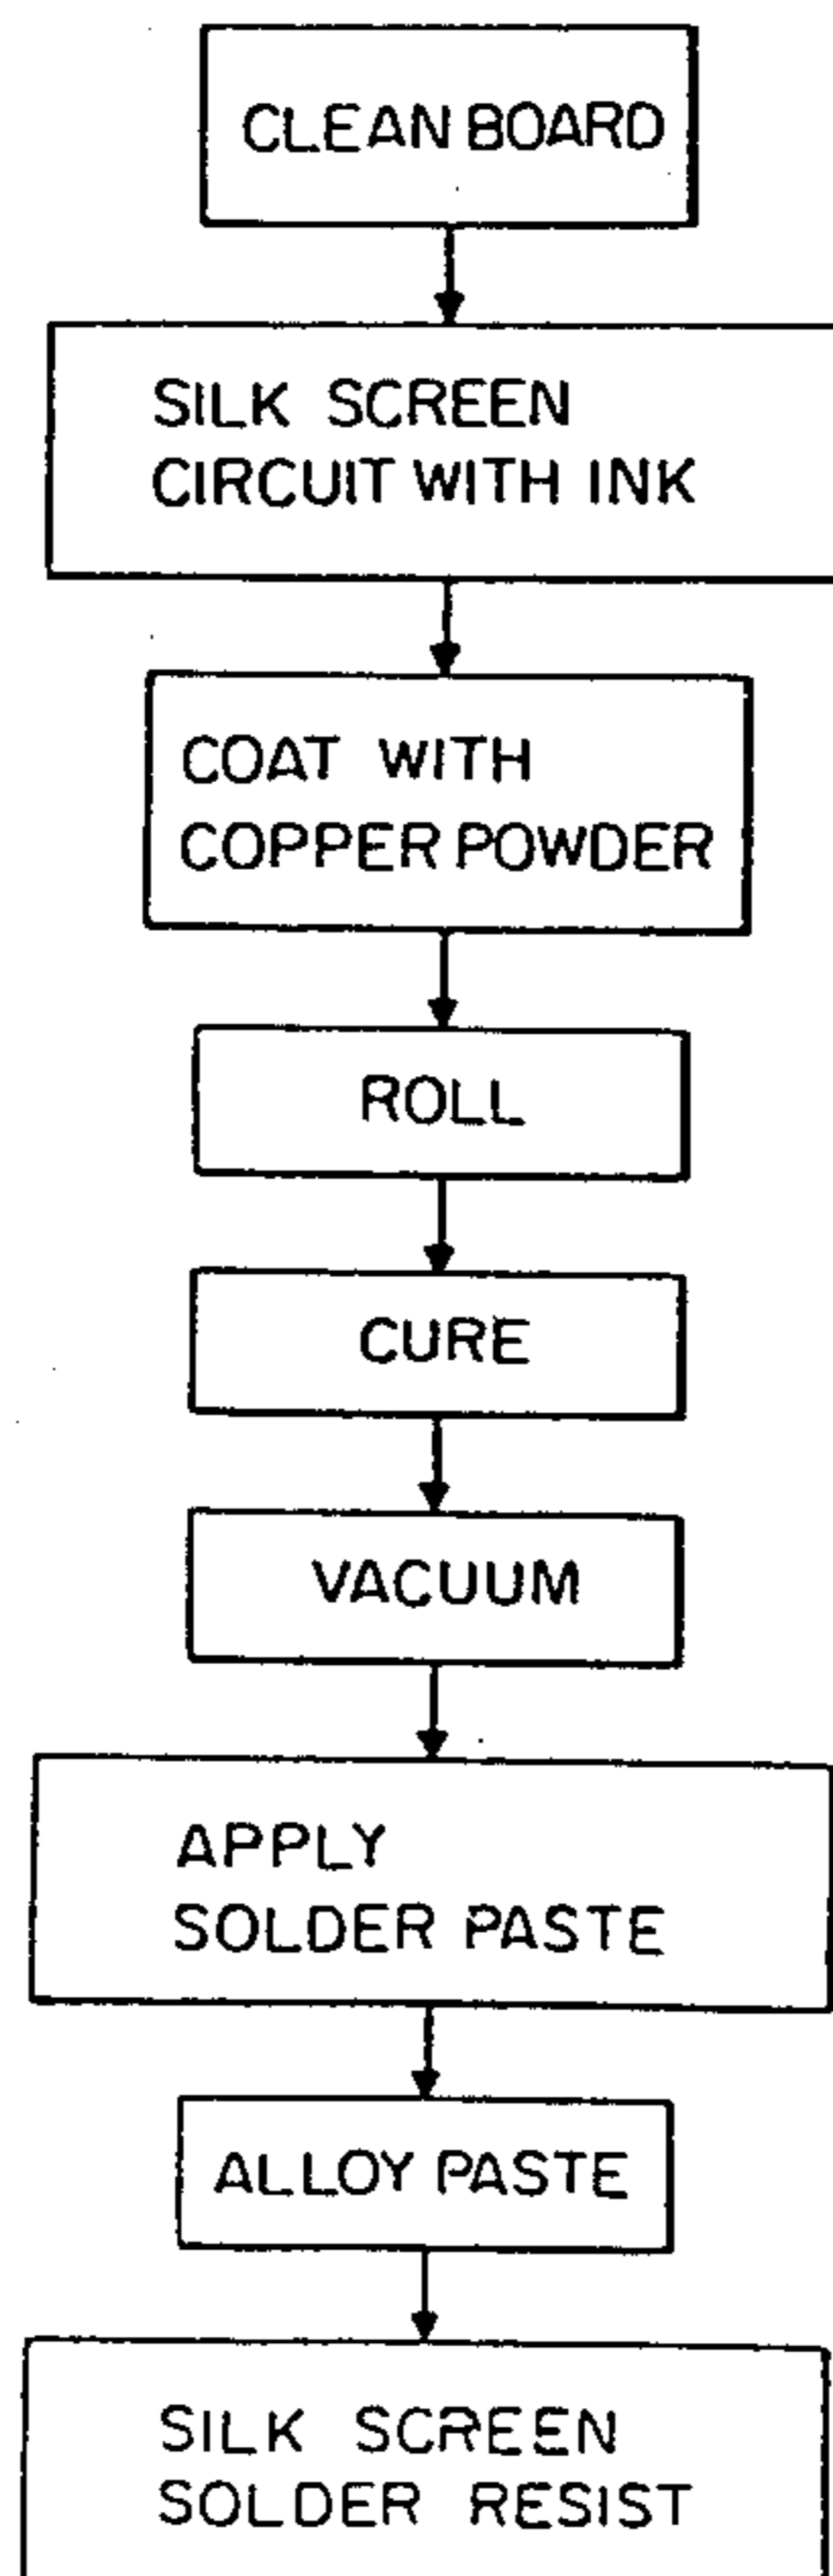 CLEAN BOARD
SILK SCREEN
CIRCUIT WITH INK
COAT WITH
COPPER POWDER
ROLL
CURE
VACUUM
APPLY
SOLDER PASTE
ALLOY PASTE
SILK SCREEN
SOLDER RESIST